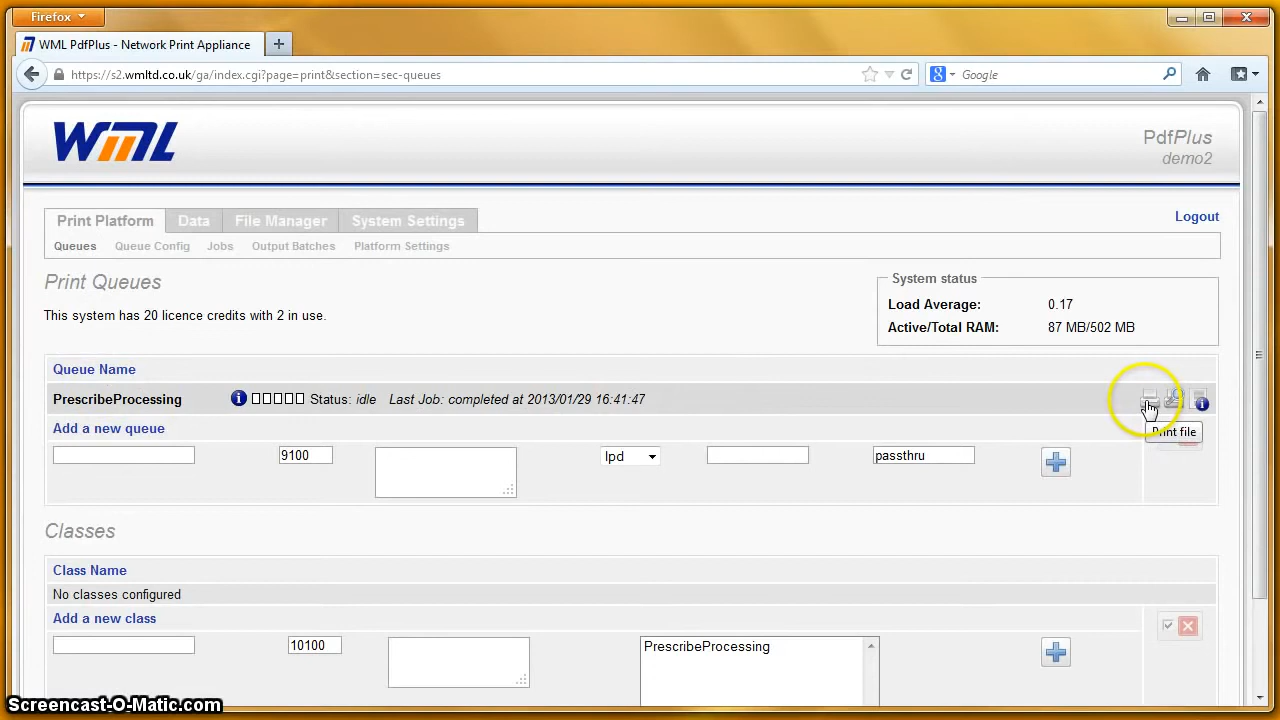 Firefox
WML PdfPlus - Network Print Appliance
https://s2.wmltd.co.uk/ga/index.cgi?page=print&section=sec-queues
Google
WML
PdfPlus
demo2
Print Platform Data File Manager System Settings
Logout
Queues Queue Config Jobs Output Batches Platform Settings
Print Queues
System status
This system has 20 licence credits with 2 in use.
Load Average: 0.17
Active/Total RAM: 87 MB/502 MB
Queue Name
PrescribeProcessing Status: idle Last Job: completed at 2013/01/29 16:41:47
Print file
Add a new queue
9100 lpd passthru
Classes
Class Name
No classes configured
Add a new class
10100 PrescribeProcessing
Screencast-O-Matic.com